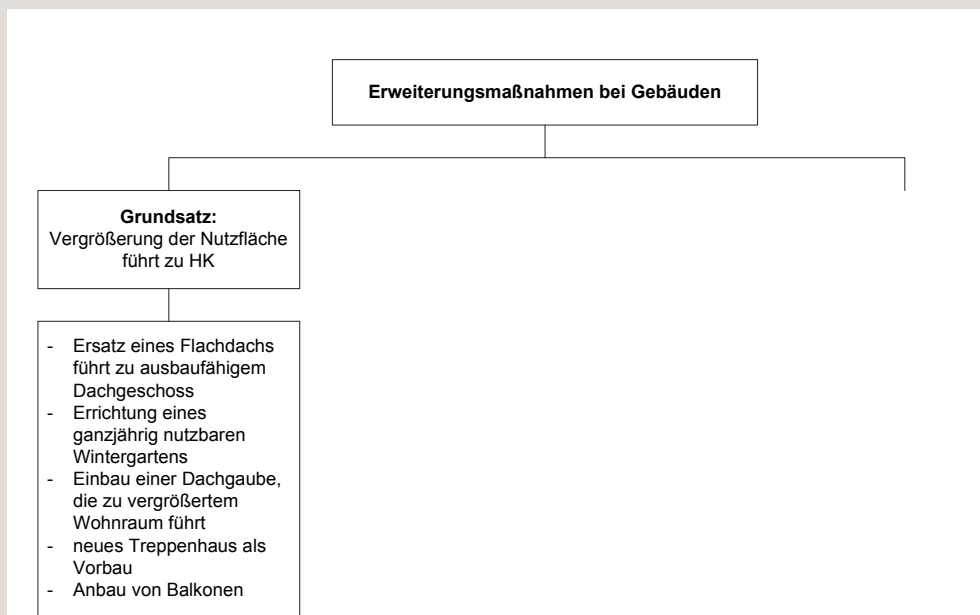 Erweiterungsmaßnahmen bei Gebäuden
Grundsatz:
Vergrößerung der Nutzfläche
führt zu HK
- Ersatz eines Flachdachs
führt zu ausbaufähigem
Dachgeschoss
- Errichtung eines
ganzjährig nutzbaren
Wintergartens
- Einbau einer Dachgaube,
die zu vergrößertem
Wohnraum führt
- neues Treppenhaus als
Vorbau
- Anbau von Balkonen